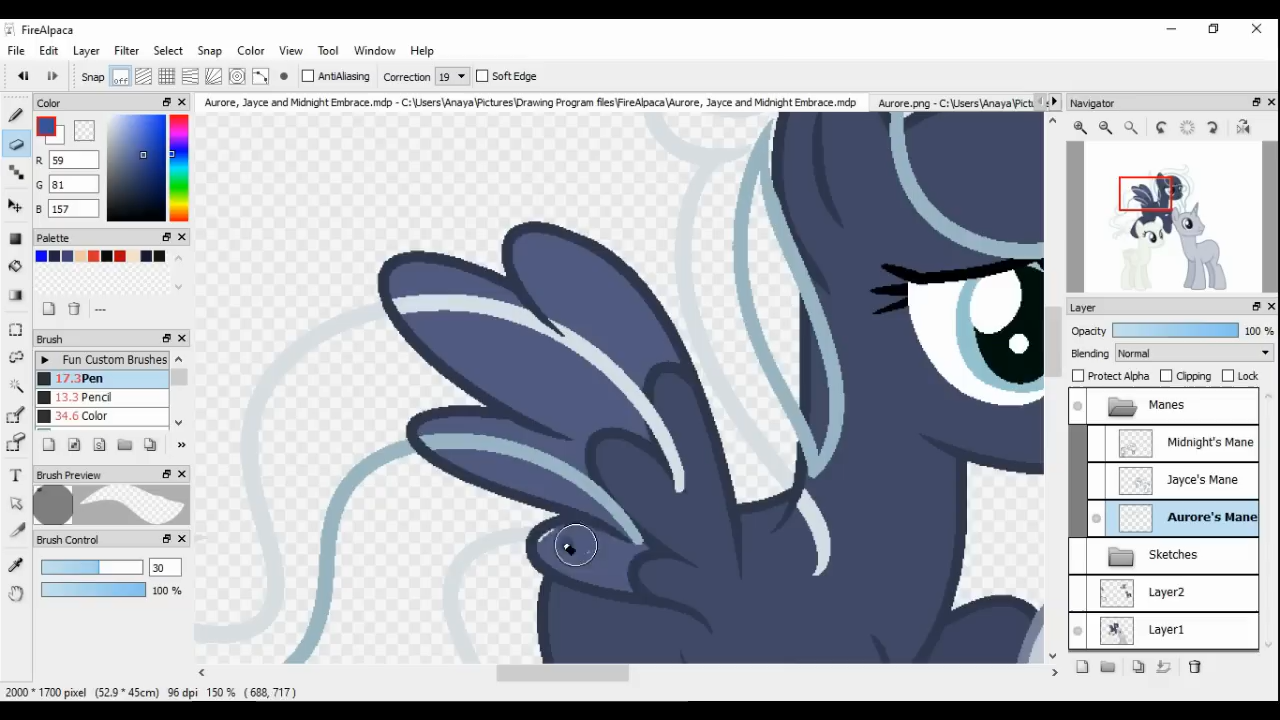 FireAlpaca
File Edit Layer Filter Select Snap Color View Tool Window Help
Snap off AntiAliasing Correction 19 Soft Edge
Color
Aurore, Jayce and Midnight Embrace.mdp - C:\Users\Anaya\Pictures\Drawing Program files\FireAlpaca\Aurore, Jayce and Midnight Embrace.mdp
Aurore.png - C:\Users\Anaya\Pictu
Navigator
R 59
G 81
B 157
Palette
---
Brush
Fun Custom Brushes
17.3 Pen
13.3 Pencil
34.6 Color
Brush Preview
Brush Control
30
100 %
Layer
Opacity 100 %
Blending Normal
Protect Alpha Clipping Lock
Manes
Midnight's Mane
Jayce's Mane
Aurore's Mane
Sketches
Layer2
Layer1
2000 * 1700 pixel (52.9 * 45cm) 96 dpi 150 % ( 688, 717 )